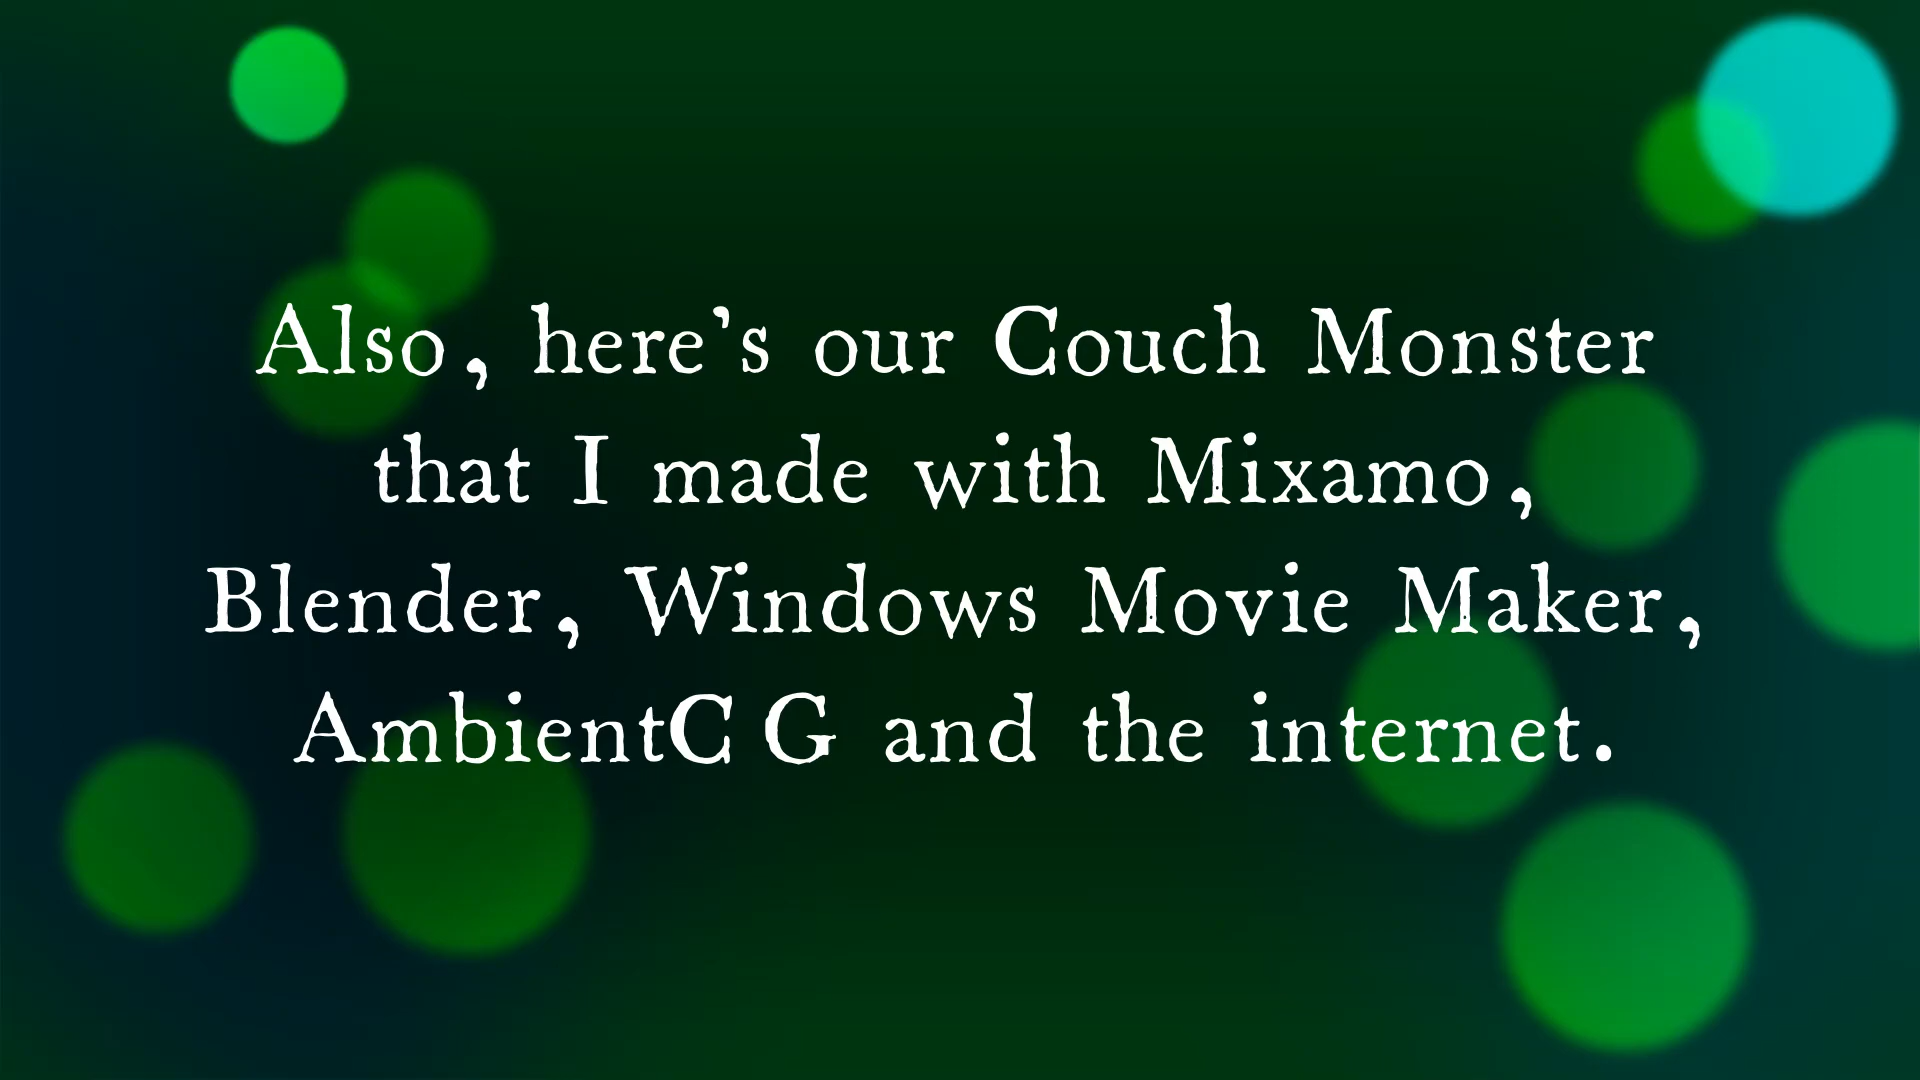 Also, here's our Couch Monster
that I made with Mixamo,
Blender, Windows Movie Maker,
AmbientCG and the internet.